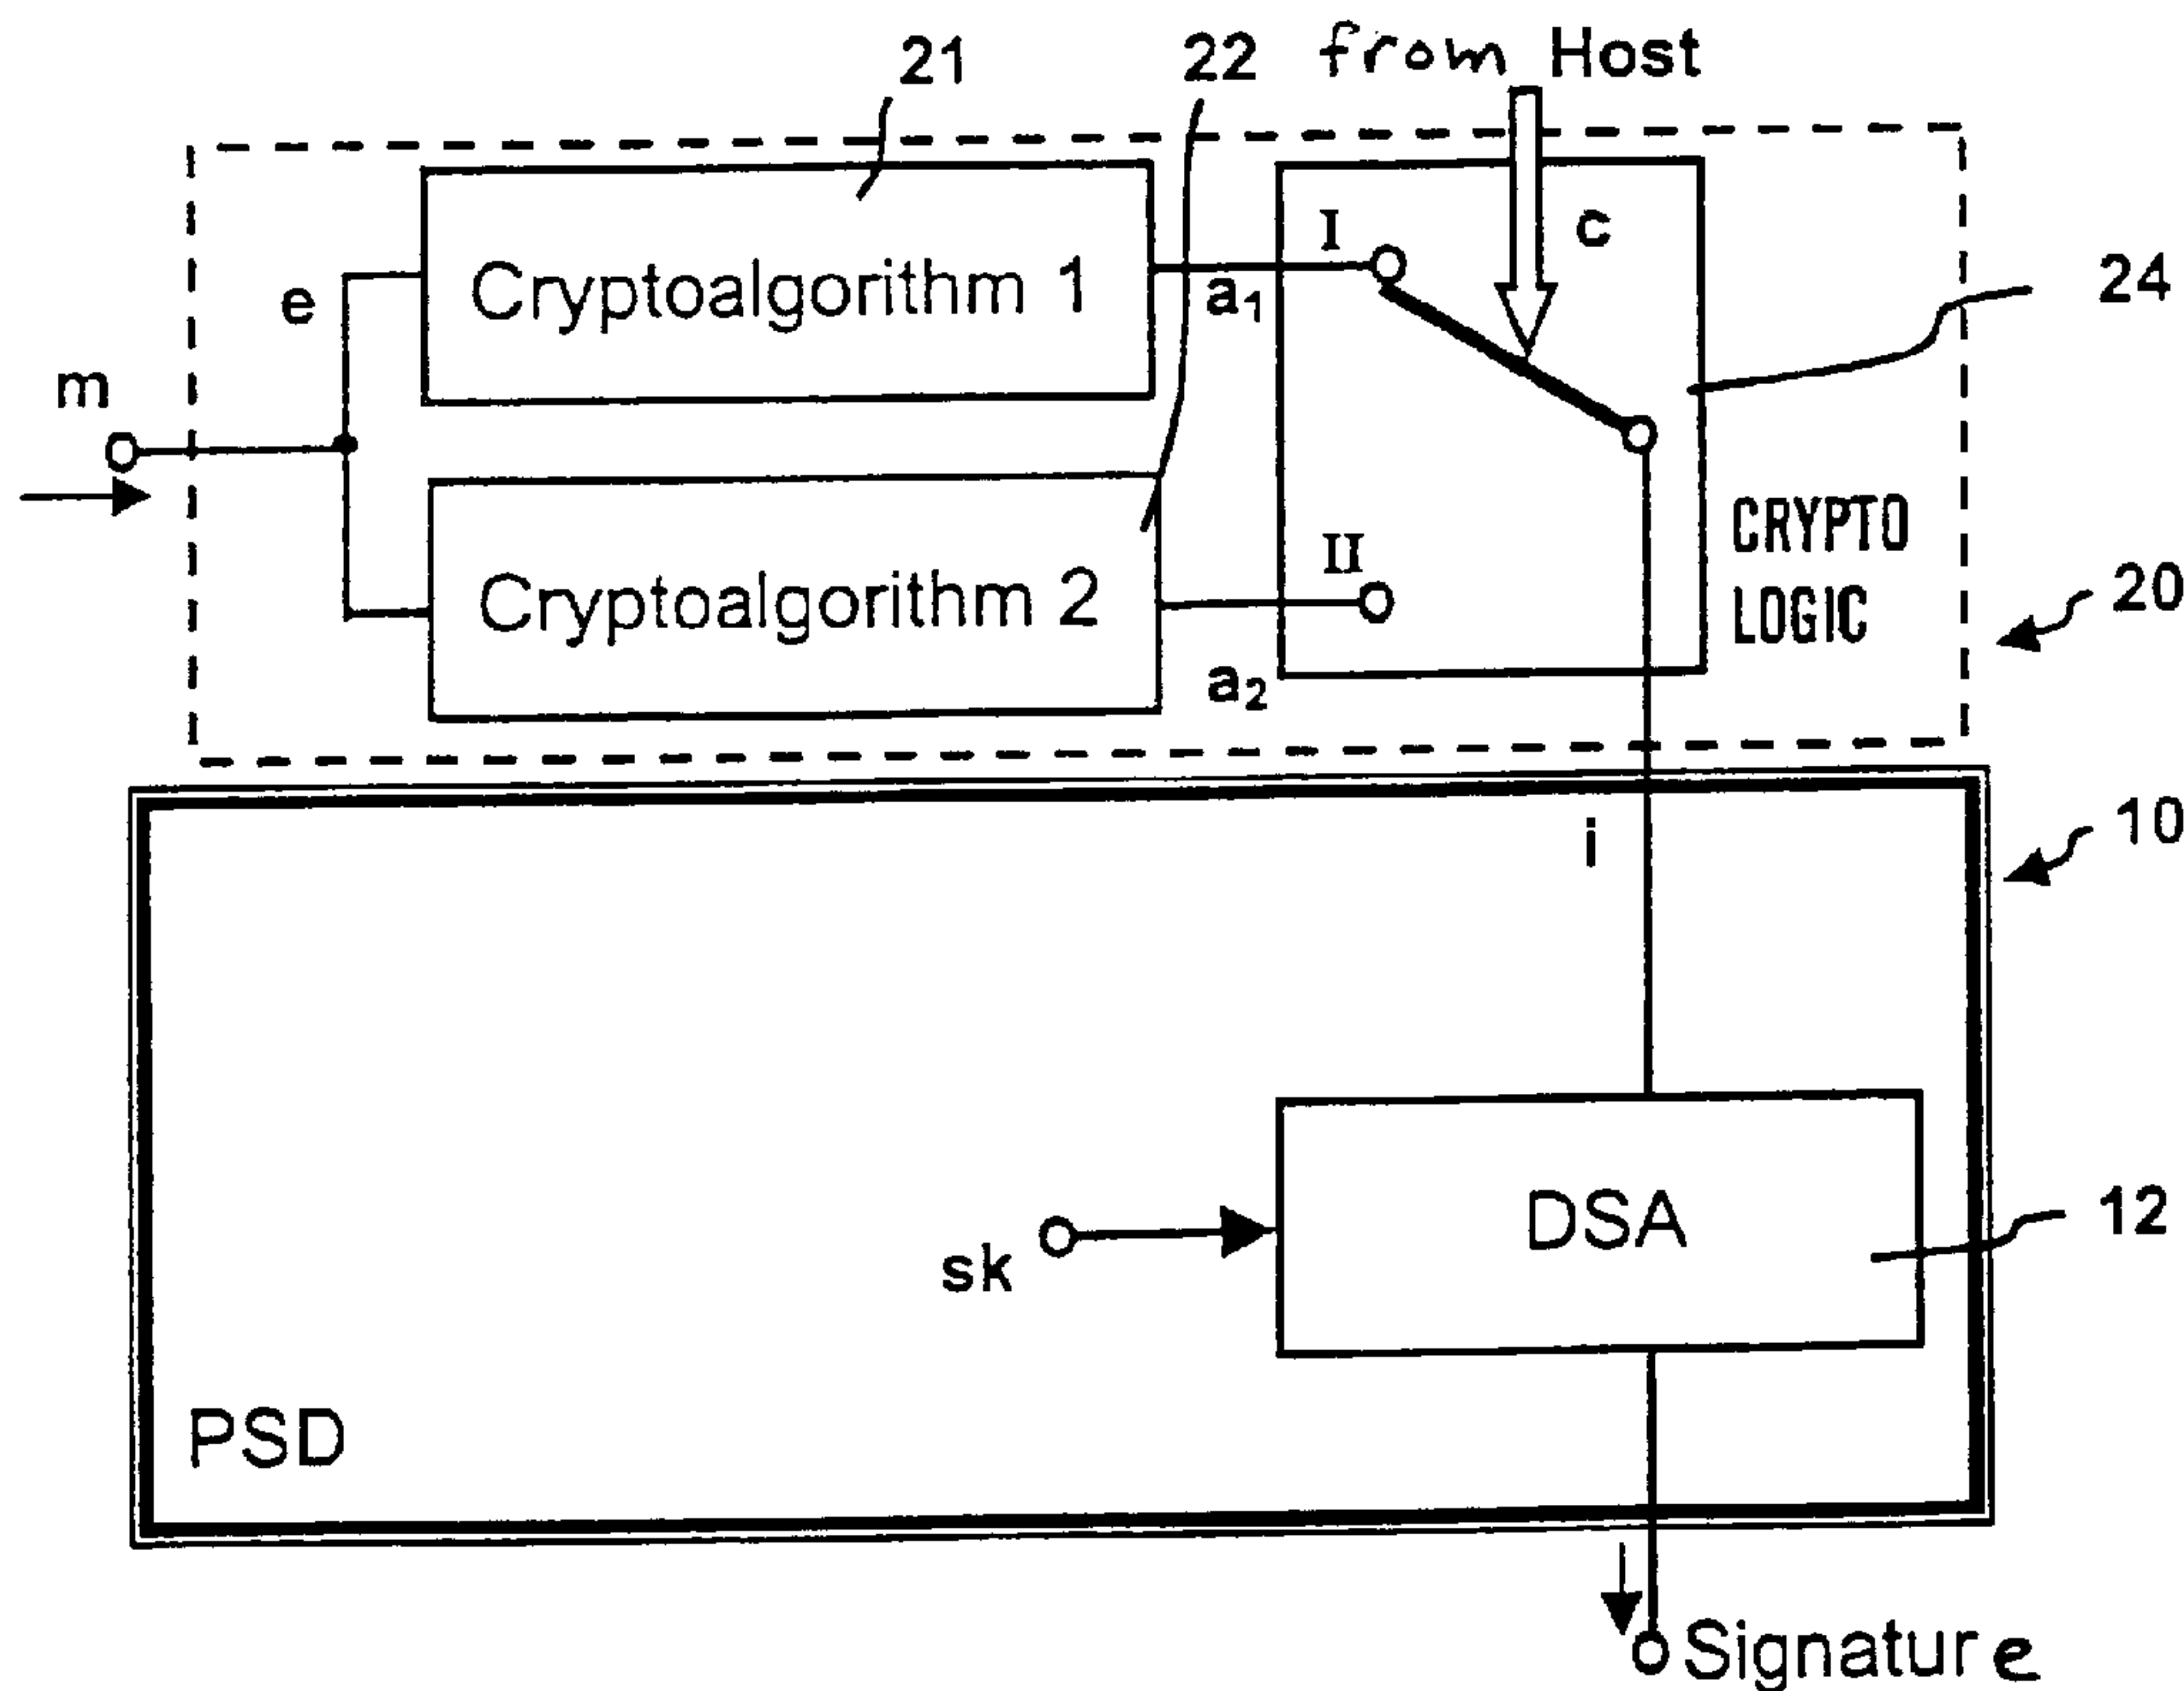 21
22
from Host
I
c
24
e
Cryptoalgorithm 1
a1
m
CRYPTO
LOGIC
II
20
Cryptoalgorithm 2
a2
10
i
DSA
12
sk
PSD
Signature